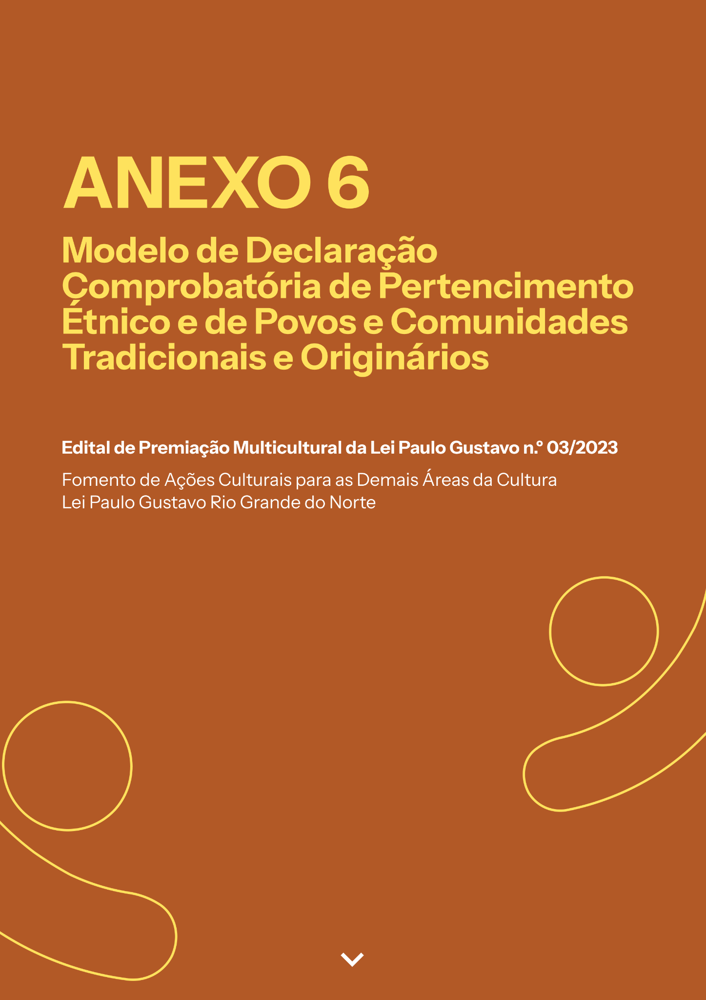 ANEXO 6
Modelo de Declaração
Comprobatória de Pertencimento
Étnico e de Povos e Comunidades
Tradicionais e Originários
Edital de Premiação Multicultural da Lei Paulo Gustavo n.º 03/2023
Fomento de Ações Culturais para as Demais Áreas da Cultura
Lei Paulo Gustavo Rio Grande do Norte